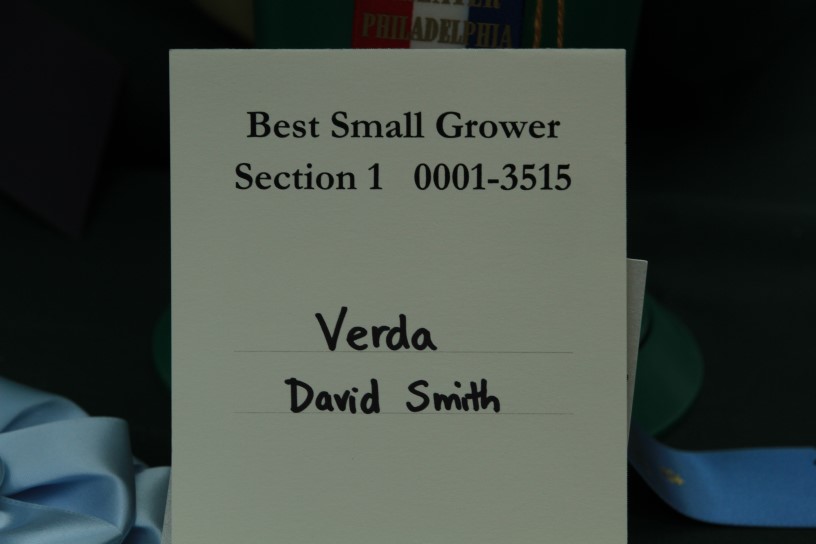 PHILADELPHIA
Best Small Grower
Section 1 0001-3515
Verda
David Smith